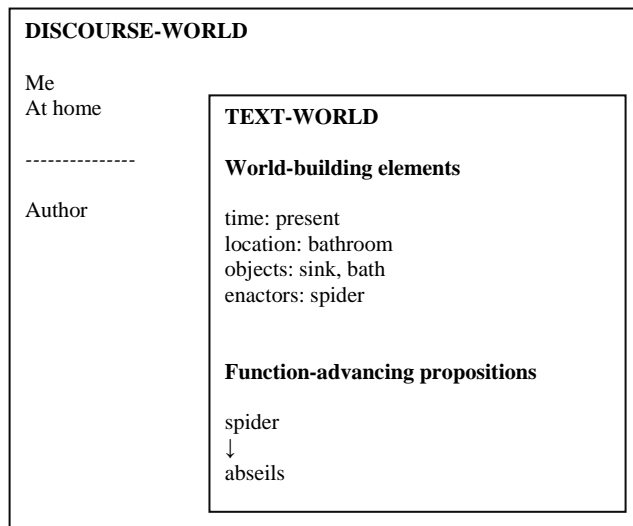 DISCOURSE-WORLD
Me
At home
---------------
Author
TEXT-WORLD
World-building elements
time: present
location: bathroom
objects: sink, bath
enactors: spider
Function-advancing propositions
spider
↓
abseils